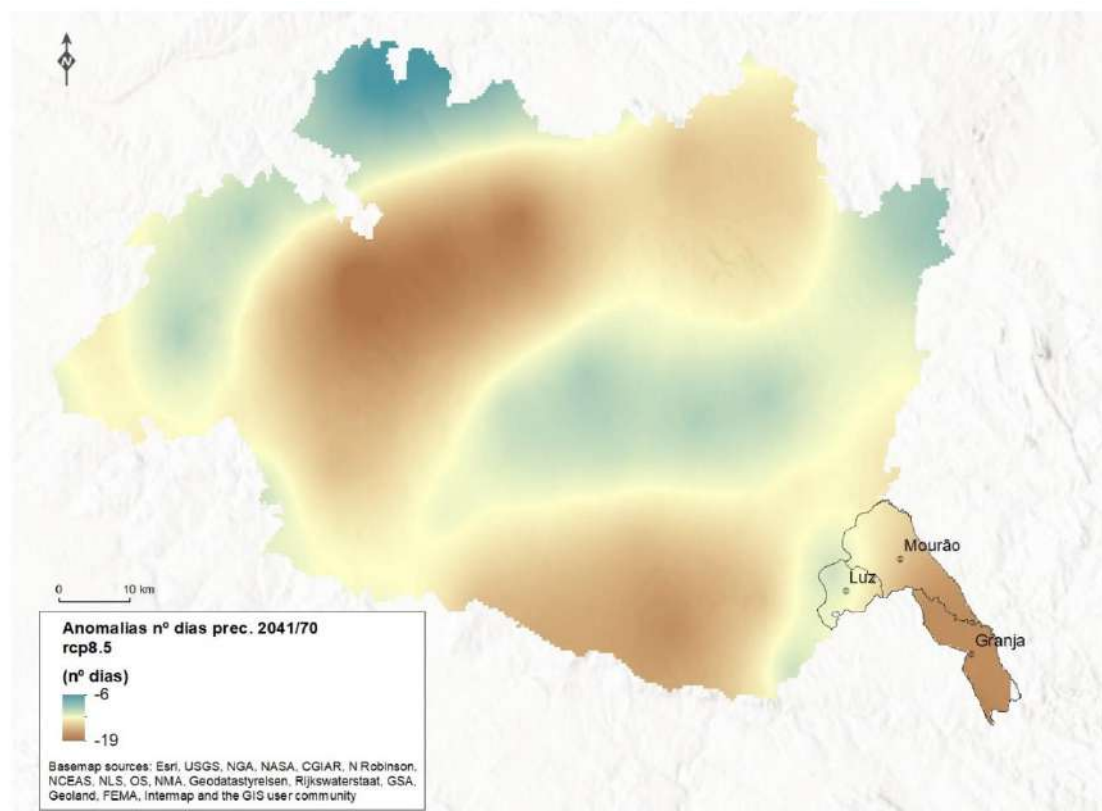 N
Mourão
Luz
Granja
0 10 km
Anomalias nº dias prec. 2041/70
rcp8.5
(nº dias)
-6
-19
Basemap sources: Esri, USGS, NGA, NASA, CGIAR, N Robinson,
NCEAS, NLS, OS, NMA, Geodatastyrelsen, Rijkswaterstaat, GSA,
Geoland, FEMA, Intermap and the GIS user community